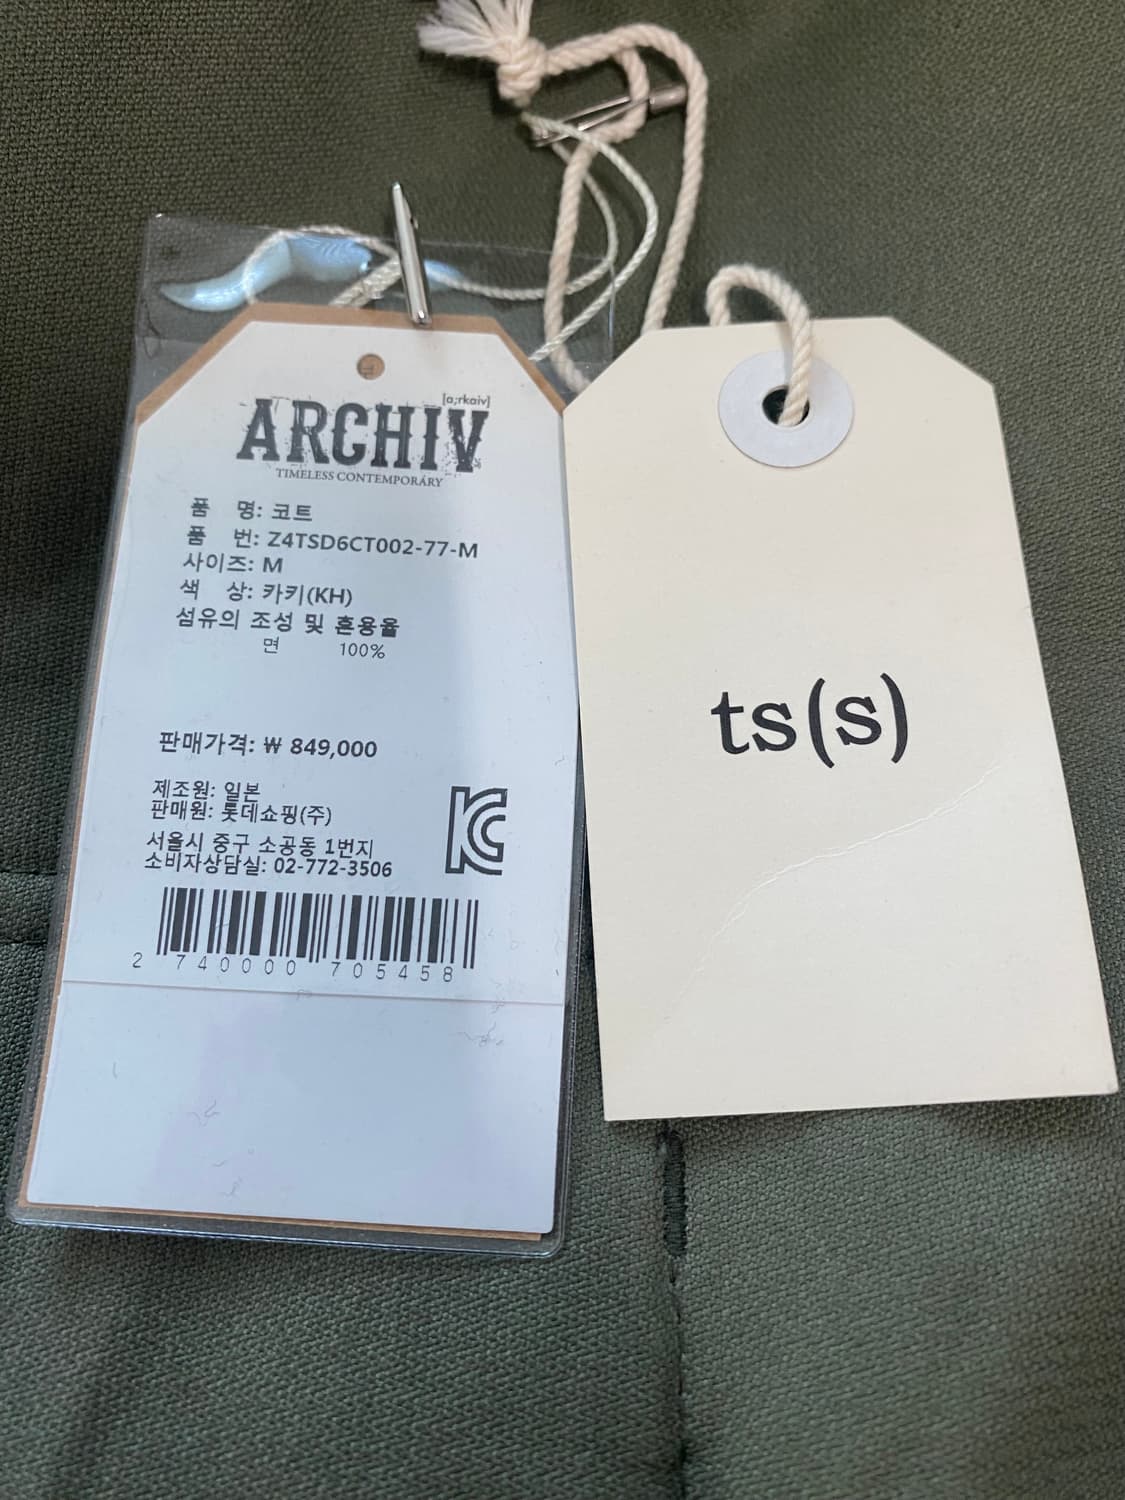 [a;rkaiv]
ARCHIV
TIMELESS CONTEMPORARY
품 명: 코트
품 번: Z4TSD6CT002-77-M
사이즈: M
색 상: 카키(KH)
섬유의 조성 및 혼용율
면 100%
판매가격: ₩ 849,000
제조원: 일본
판매원: 롯데쇼핑(주)
서울시 중구 소공동 1번지
소비자상담실: 02-772-3506
KC
2 740000 705458
ts(s)